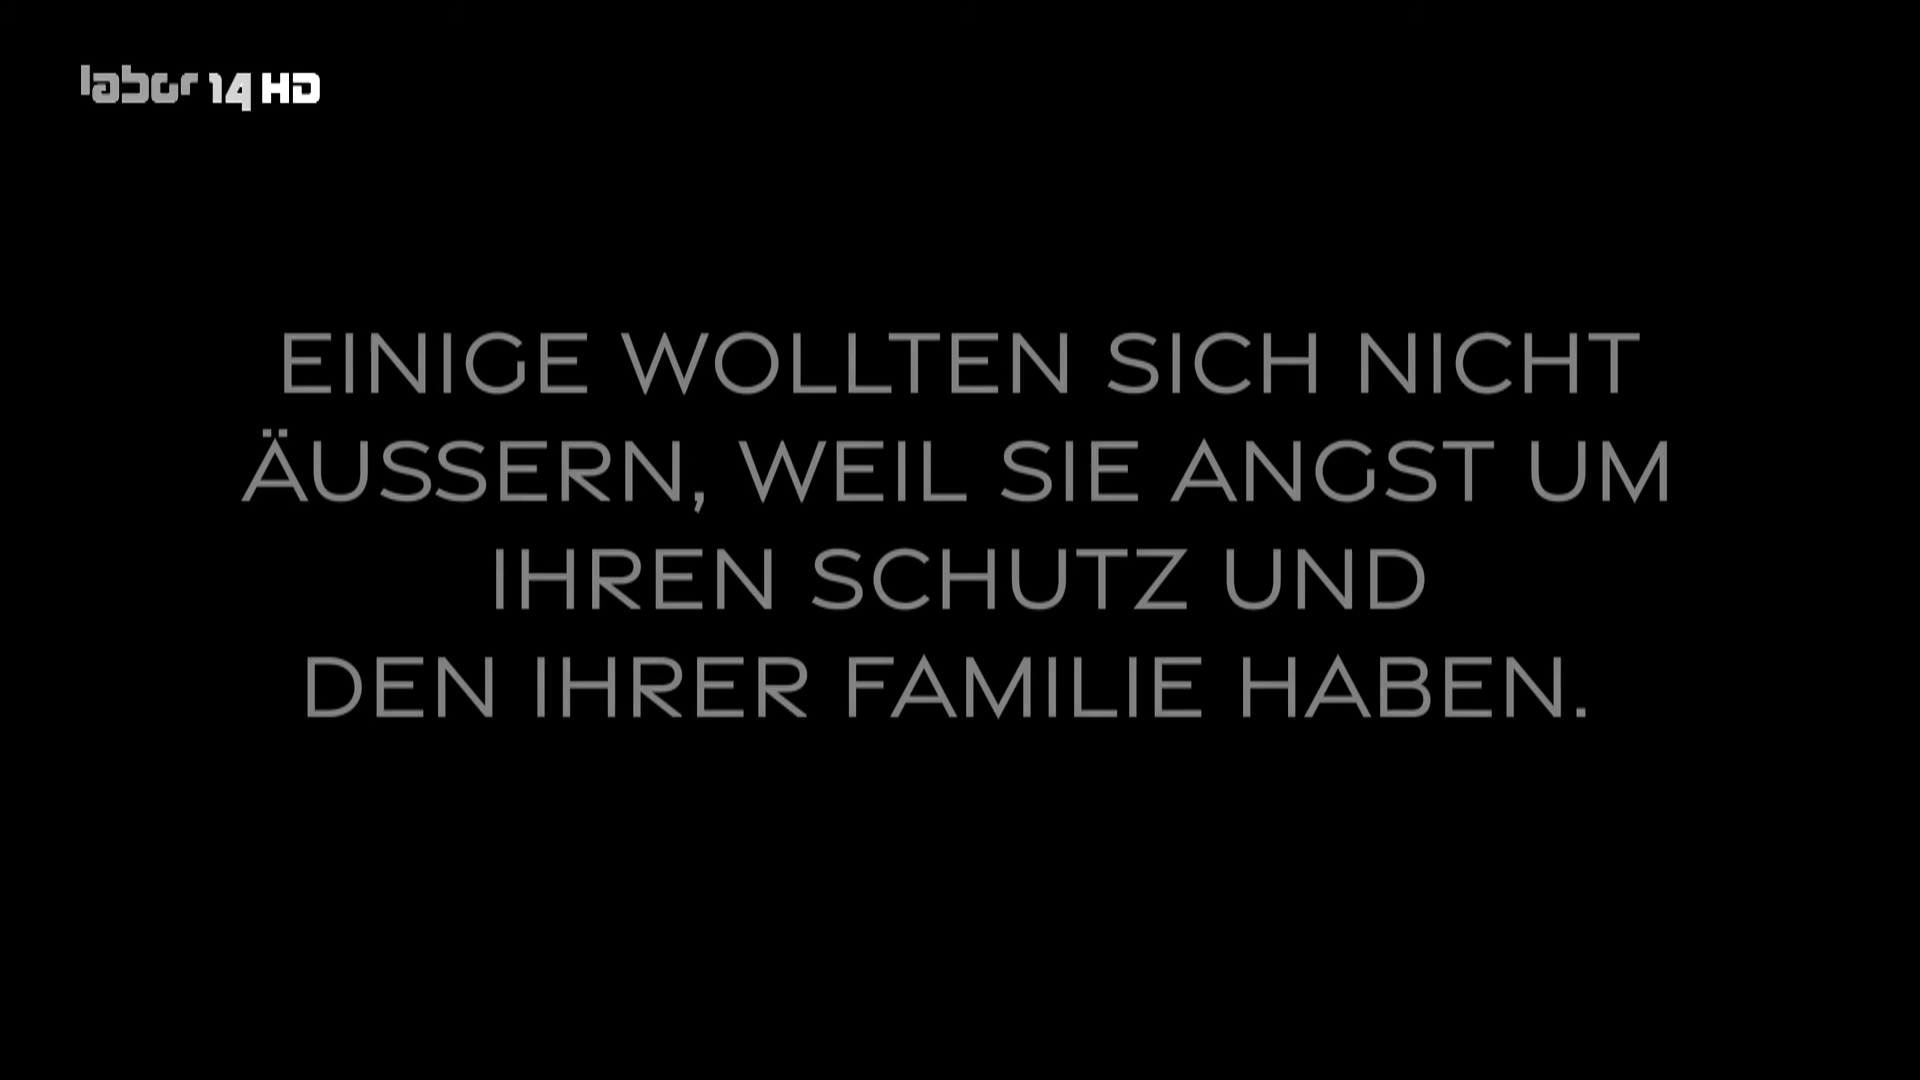 labor 14 HD
EINIGE WOLLTEN SICH NICHT
ÄUSSERN, WEIL SIE ANGST UM
IHREN SCHUTZ UND
DEN IHRER FAMILIE HABEN.